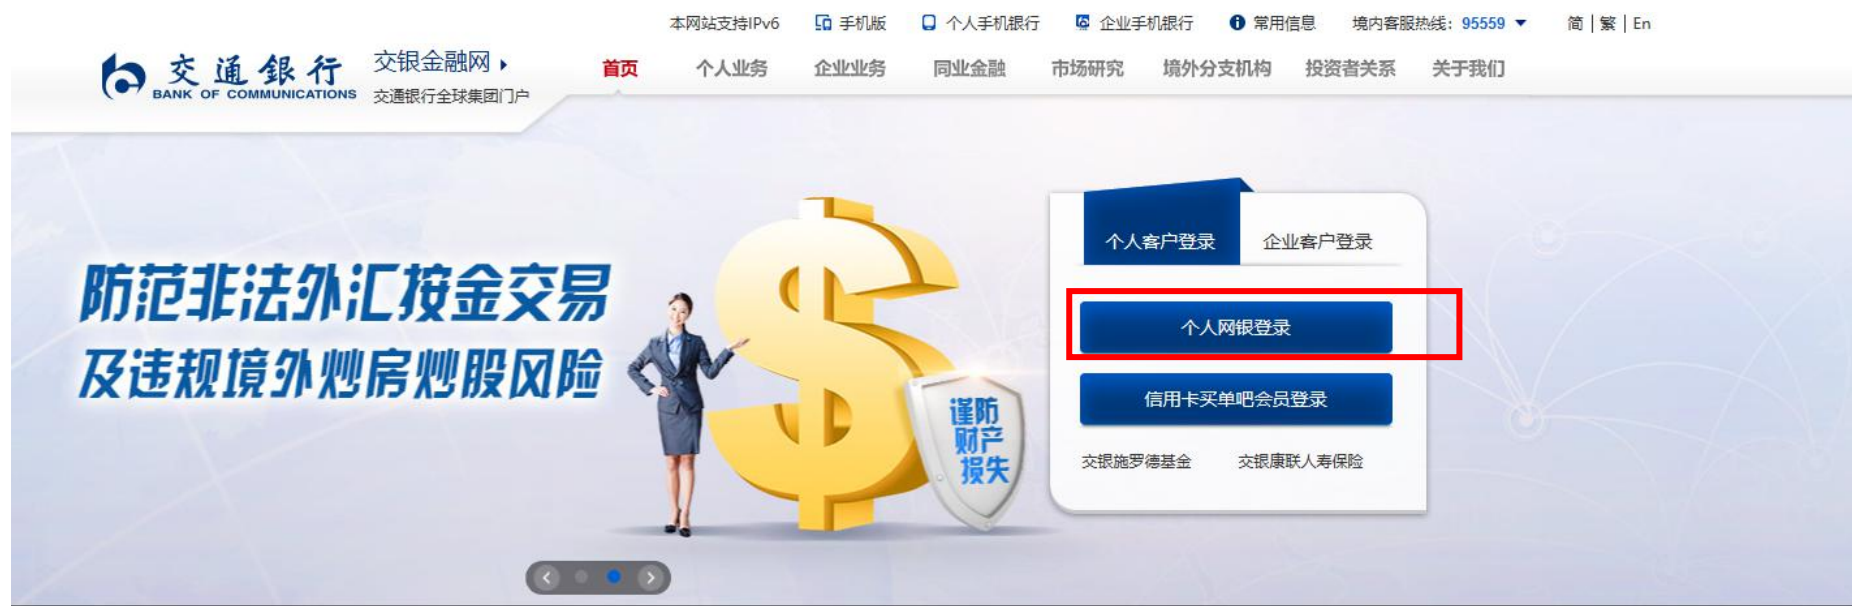 本网站支持IPv6 手机版 个人手机银行 企业手机银行 常用信息 境内客服热线：95559 简 | 繁 | En
交通銀行 交银金融网
BANK OF COMMUNICATIONS 交通银行全球集团门户
首页 个人业务 企业业务 同业金融 市场研究 境外分支机构 投资者关系 关于我们
防范非法外汇按金交易
及违规境外炒房炒股风险
谨防
财产
损失
个人客户登录 企业客户登录
个人网银登录
信用卡买单吧会员登录
交银施罗德基金 交银康联人寿保险